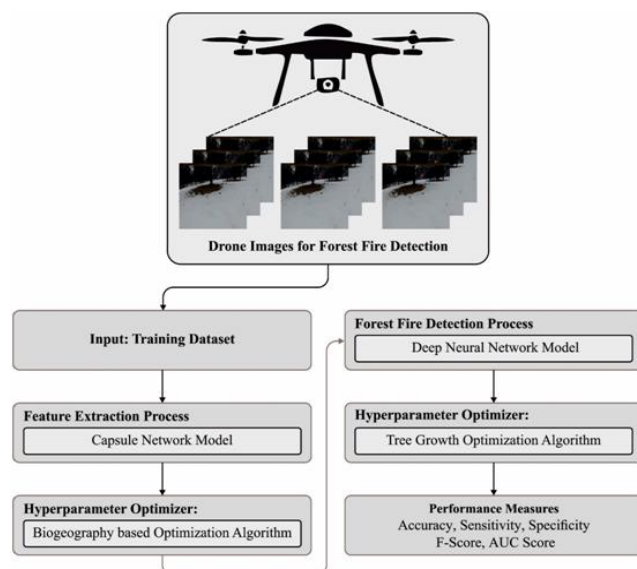 Drone Images for Forest Fire Detection
Input: Training Dataset
Feature Extraction Process
Capsule Network Model
Hyperparameter Optimizer:
Biogeography based Optimization Algorithm
Forest Fire Detection Process
Deep Neural Network Model
Hyperparameter Optimizer:
Tree Growth Optimization Algorithm
Performance Measures
Accuracy, Sensitivity, Specificity
F-Score, AUC Score